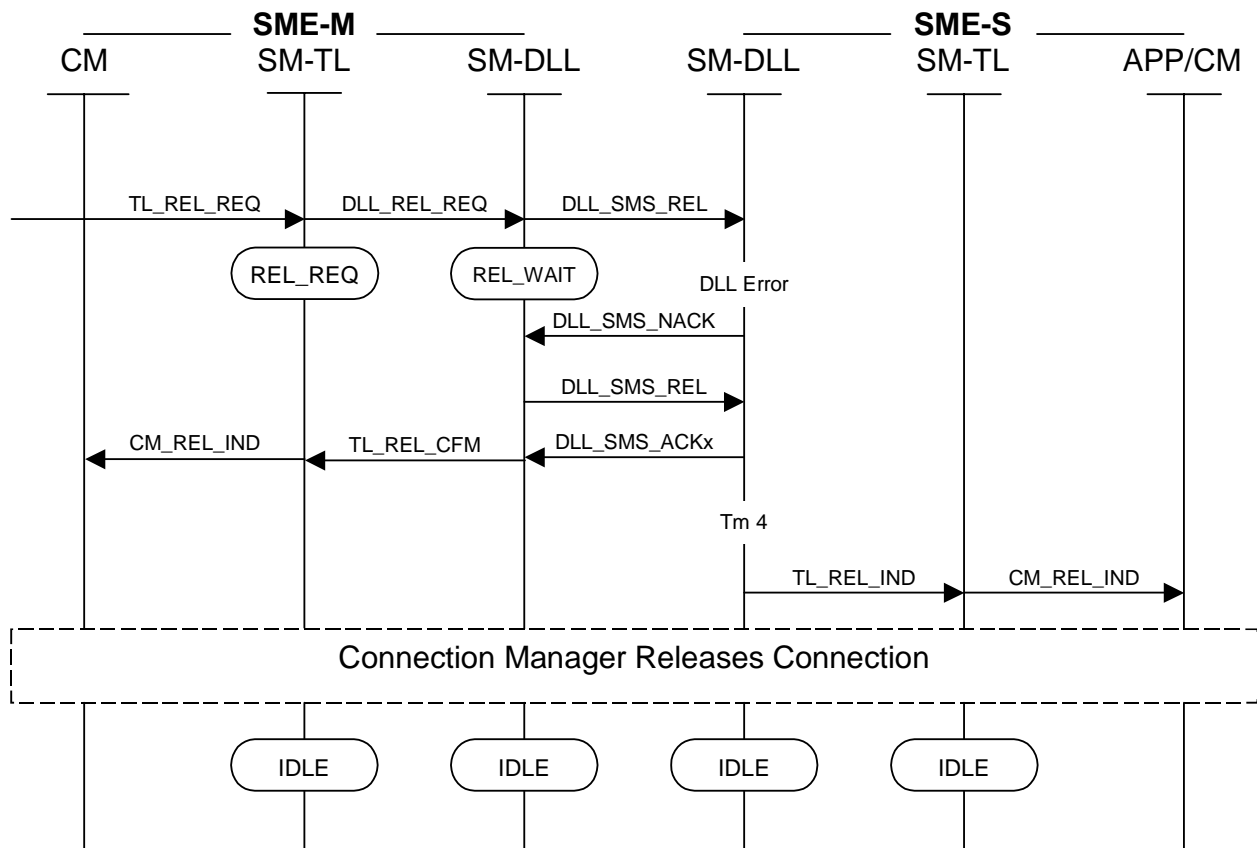 SME-M SME-S
CM SM-TL SM-DLL SM-DLL SM-TL APP/CM
TL_REL_REQ DLL_REL_REQ DLL_SMS_REL
REL_REQ REL_WAIT DLL Error
DLL_SMS_NACK
DLL_SMS_REL
CM_REL_IND TL_REL_CFM DLL_SMS_ACKx
Tm 4
TL_REL_IND CM_REL_IND
Connection Manager Releases Connection
IDLE IDLE IDLE IDLE